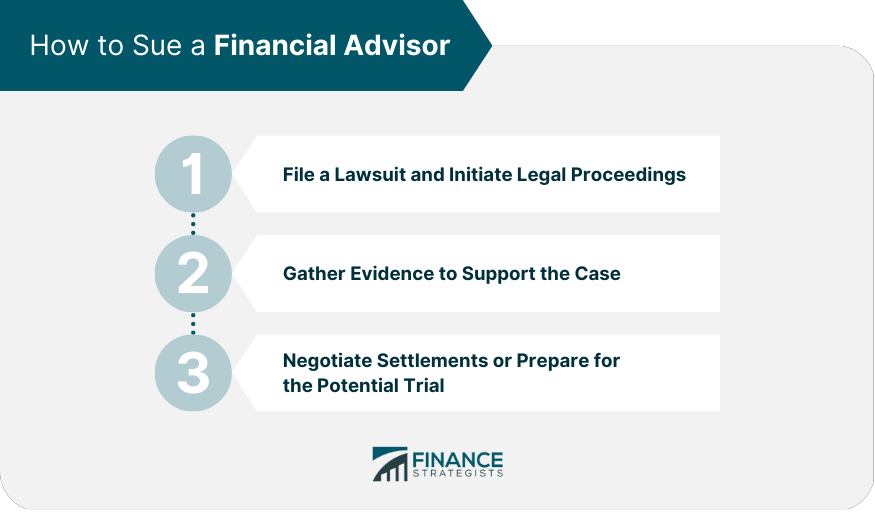 How to Sue a Financial Advisor
1
File a Lawsuit and Initiate Legal Proceedings
2
Gather Evidence to Support the Case
3
Negotiate Settlements or Prepare for
the Potential Trial
FINANCE
STRATEGISTS